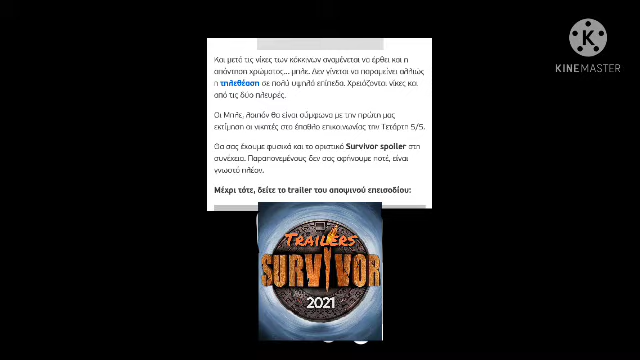 Και μετά τις νίκες των κόκκινων αναμένεται να έρθει και η
απάντηση χρώματος... μπλε. Δεν γίνεται να παραμείνει αλλιώς
η τηλεθέαση σε πολύ υψηλό επίπεδα. Χρειάζονται νίκες και
από τις δύο πλευρές.
Οι Μπλε, λοιπόν θα είναι σύμφωνα με την πρώτη μας
εκτίμηση οι νικητές στο έπαθλο επικοινωνίας την Τετάρτη 5/5.
Θα σας έχουμε φυσικά και το οριστικό Survivor spoiler στη
συνέχεια. Παραπονεμένους δεν σας αφήνουμε ποτέ, είναι
γνωστό πλέον.
Μέχρι τότε, δείτε το trailer του αποψινού επεισοδίου:
TRAILERS
SURVIVOR
2021
KINEMASTER